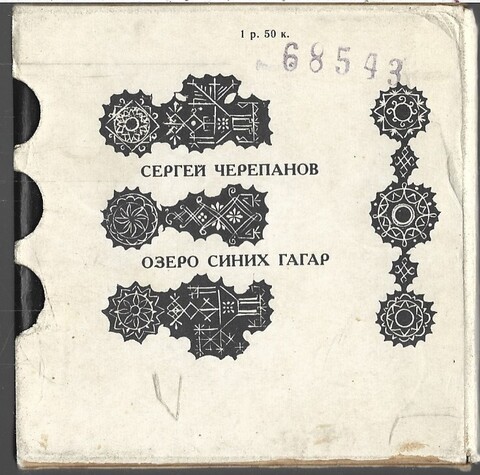 1 р. 50 к.
68543
СЕРГЕЙ ЧЕРЕПАНОВ
ОЗЕРО СИНИХ ГАГАР